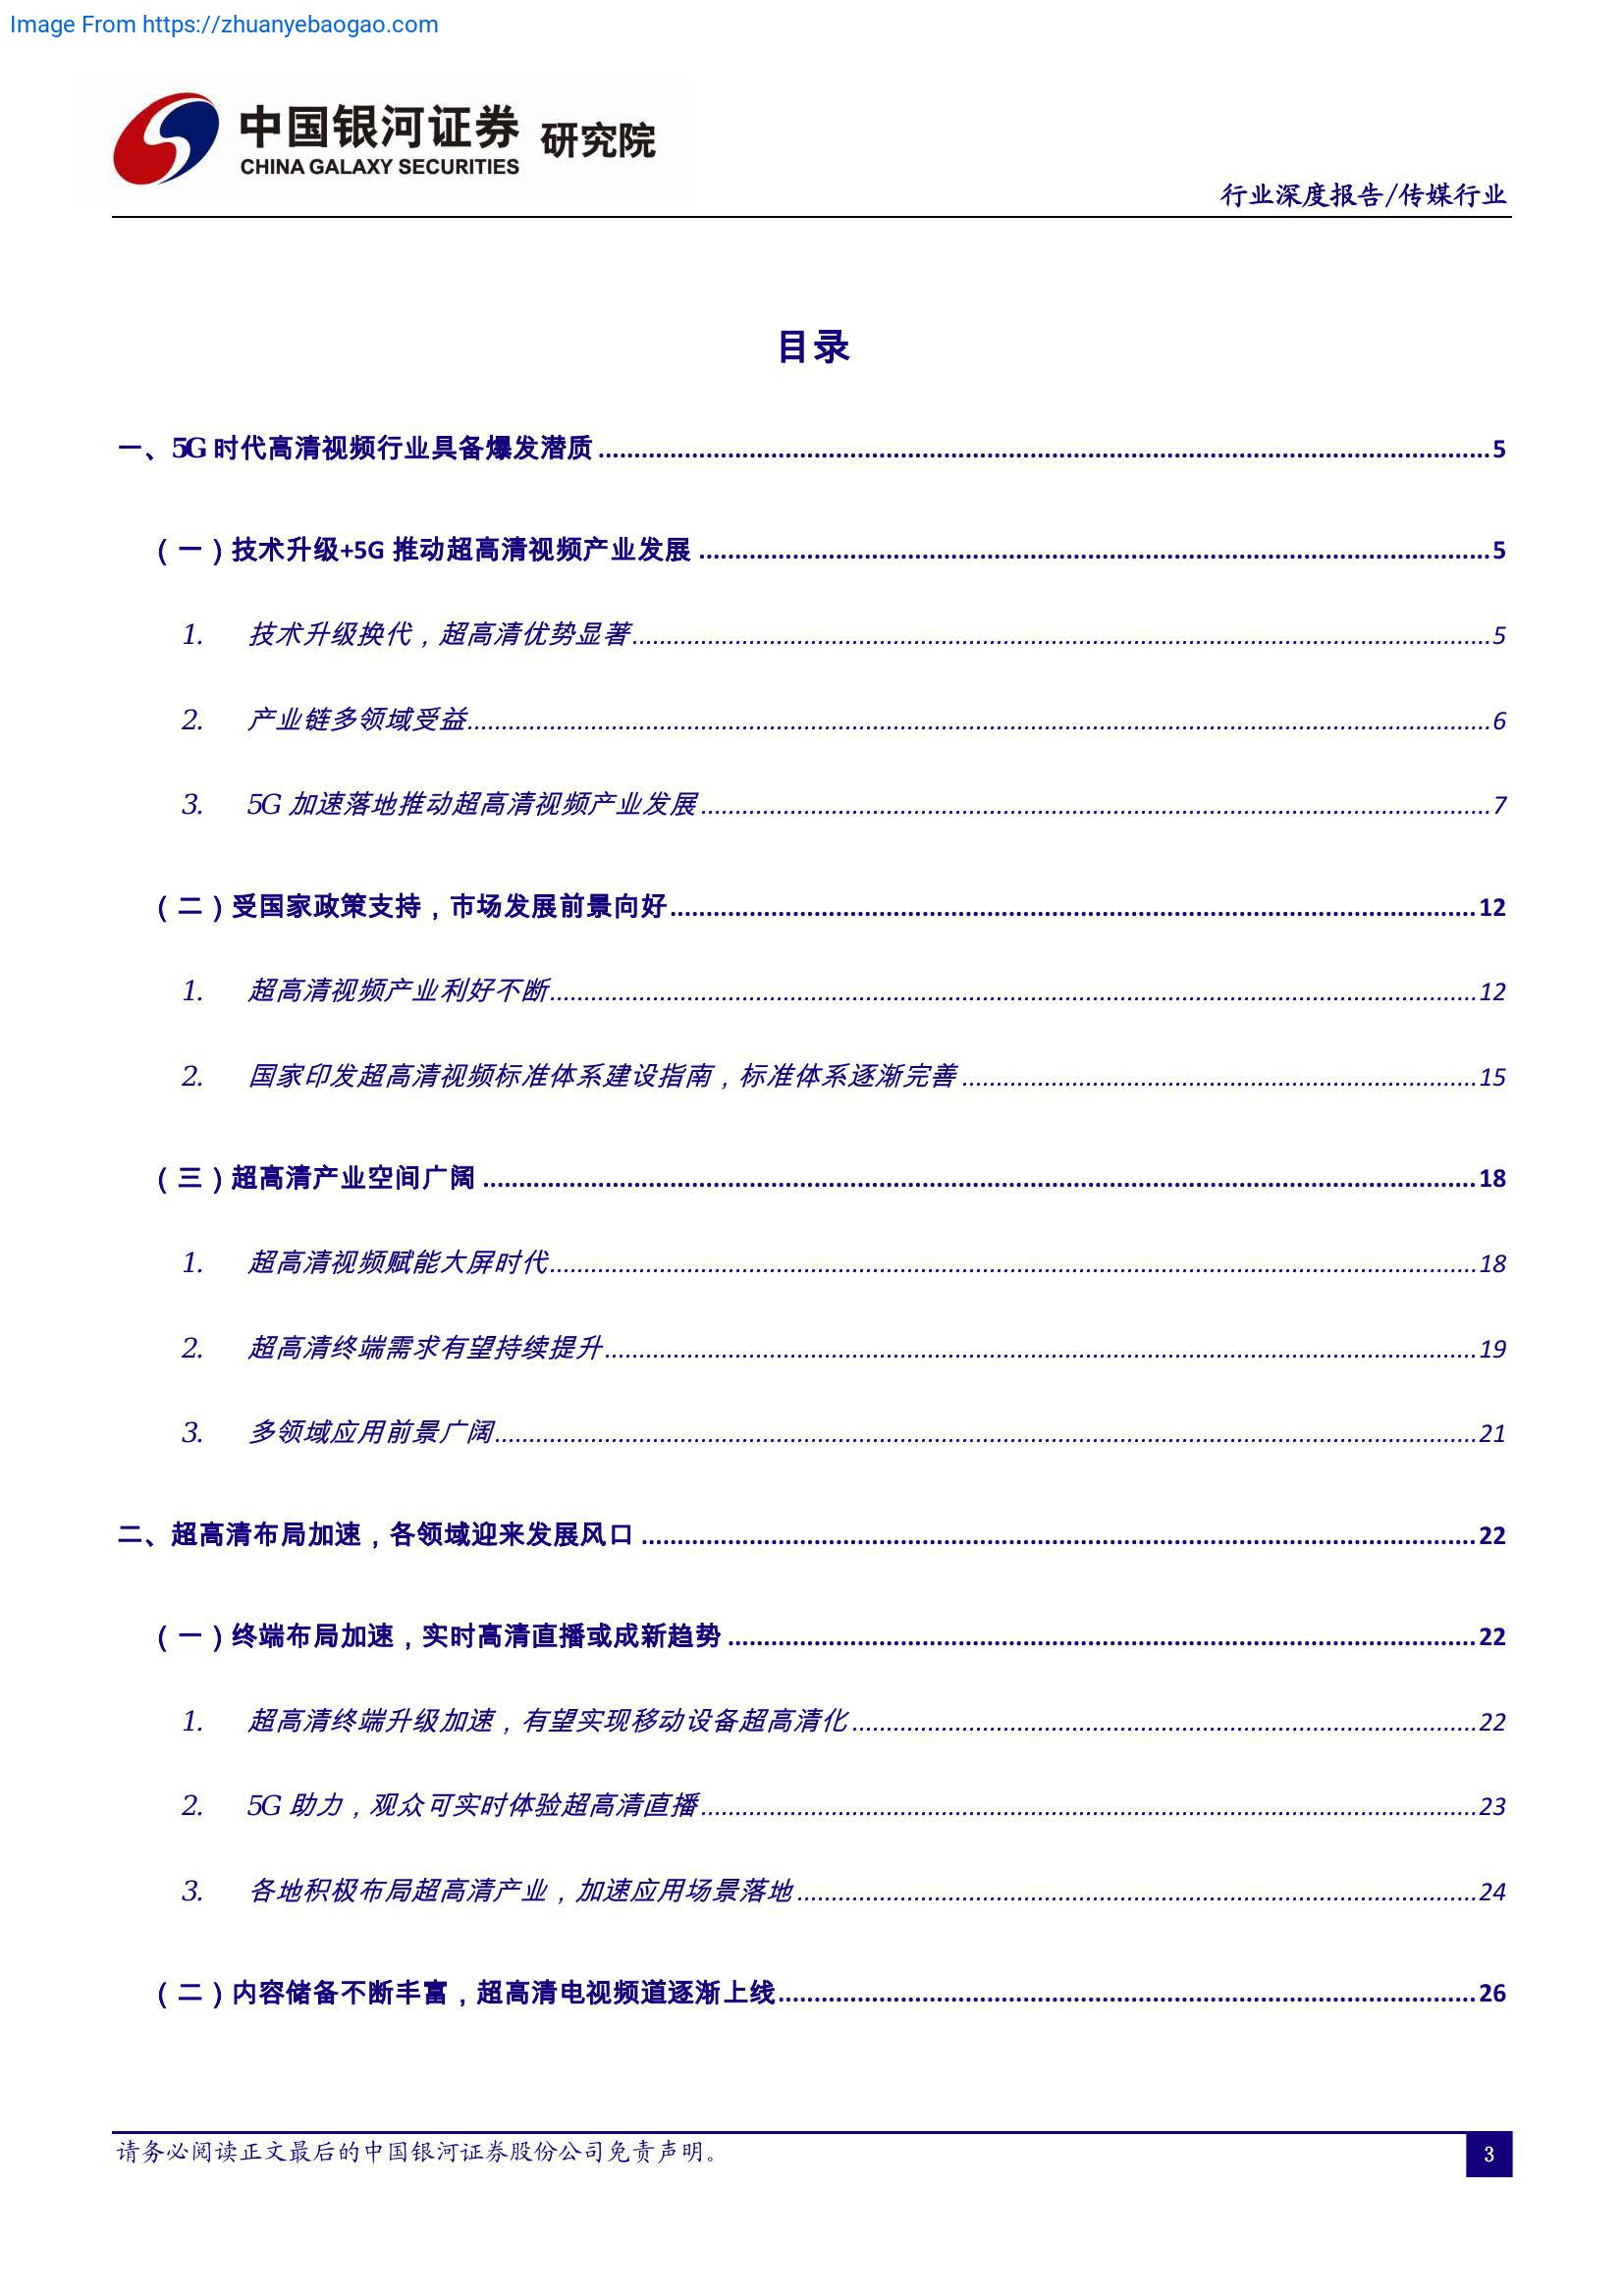 Image From https://zhuanyebaogao.com
中国银河证券 研究院
CHINA GALAXY SECURITIES
行业深度报告/传媒行业
目录
一、5G 时代高清视频行业具备爆发潜质 5
（一）技术升级+5G 推动超高清视频产业发展 5
1. 技术升级换代，超高清优势显著 5
2. 产业链多领域受益 6
3. 5G 加速落地推动超高清视频产业发展 7
（二）受国家政策支持，市场发展前景向好 12
1. 超高清视频产业利好不断 12
2. 国家印发超高清视频标准体系建设指南，标准体系逐渐完善 15
（三）超高清产业空间广阔 18
1. 超高清视频赋能大屏时代 18
2. 超高清终端需求有望持续提升 19
3. 多领域应用前景广阔 21
二、超高清布局加速，各领域迎来发展风口 22
（一）终端布局加速，实时高清直播或成新趋势 22
1. 超高清终端升级加速，有望实现移动设备超高清化 22
2. 5G 助力，观众可实时体验超高清直播 23
3. 各地积极布局超高清产业，加速应用场景落地 24
（二）内容储备不断丰富，超高清电视频道逐渐上线 26
请务必阅读正文最后的中国银河证券股份公司免责声明。
3